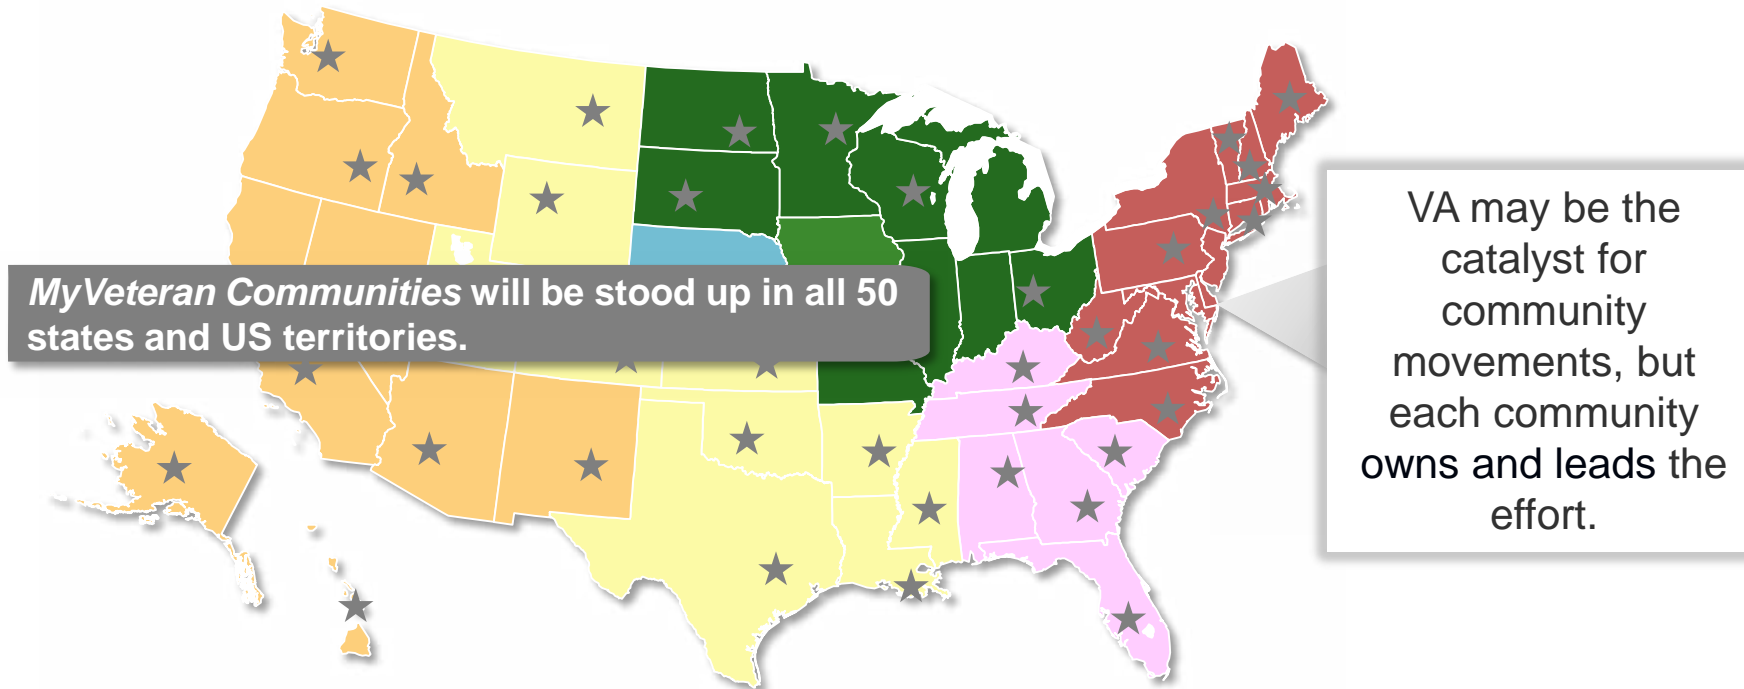 MyVeteran Communities will be stood up in all 50
states and US territories.
VA may be the
catalyst for
community
movements, but
each community
owns and leads the
effort.